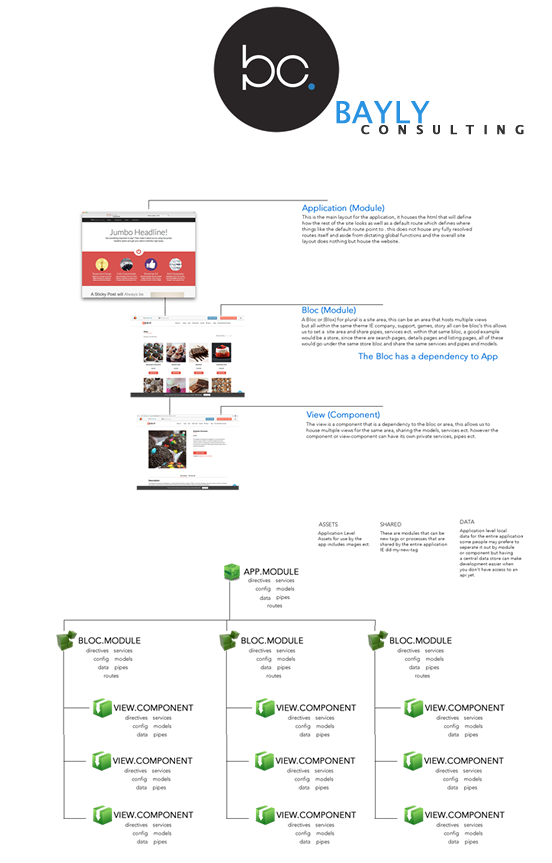 bc.
BAYLY
CONSULTING
Application (Module)
This is the main layout for the application, it houses the html that will define
how the rest of the site looks as well as a default route which defines where
things like the default route point to . this does not house any fully resolved
routes itself and aside from dictating global functions and the overall site
layout does nothing but house the website.
Jumbo Headline!
A Sticky Post will Always be
Bloc (Module)
A Bloc or (Blox) for plural is a site area, this can be an area that hosts multiple views
but all within the same theme IE company, support, games, story all can be bloc's this allows
us to set a site area and share pipes, services ect. within that same bloc, a good example
would be a store, since there are search pages, details pages and listing pages, all of these
would go under the same store bloc and share the same services and pipes and models.
The Bloc has a dependency to App
View (Component)
The view is a component that is a dependency to the bloc or area, this allows us to
house multiple views for the same area, sharing the models, services ect. however the
component or view-component can have its own private services, pipes ect.
ASSETS
Application Level
Assets for use by the
app includes images ect.
SHARED
These are modules that can be
new tags or processes that are
shared by the entire application
IE did-my-new-tag
DATA
Application level local
data for the entire application
some people may prefere to
seperate it out by module
or component but having
a central data store can make
development easier when
you don't have access to an
api yet.
APP.MODULE
directives services
config models
data pipes
routes
BLOC.MODULE BLOC.MODULE BLOC.MODULE
directives services directives services directives services
config models config models config models
data pipes data pipes data pipes
routes routes routes
VIEW.COMPONENT VIEW.COMPONENT VIEW.COMPONENT
directives services directives services directives services
config models config models config models
data pipes data pipes data pipes
VIEW.COMPONENT VIEW.COMPONENT VIEW.COMPONENT
directives services directives services directives services
config models config models config models
data pipes data pipes data pipes
VIEW.COMPONENT VIEW.COMPONENT VIEW.COMPONENT
directives services directives services directives services
config models config models config models
data pipes data pipes data pipes